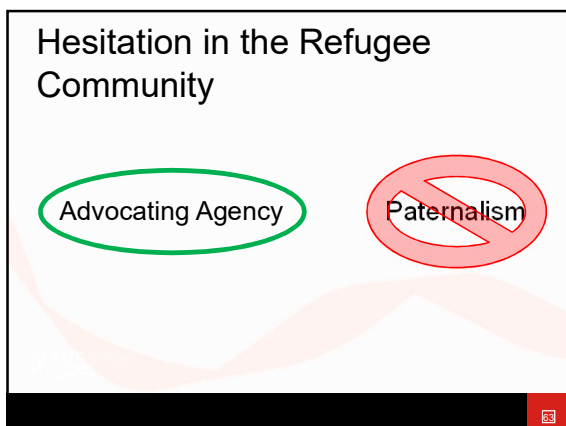 Hesitation in the Refugee
Community
Advocating Agency
Paternalism
63